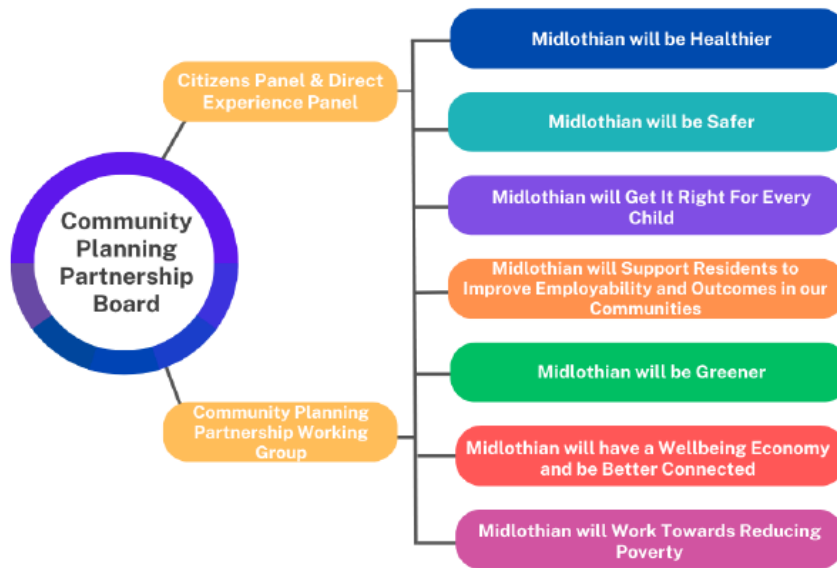 Community
Planning
Partnership
Board
Citizens Panel & Direct
Experience Panel
Community Planning
Partnership Working
Group
Midlothian will be Healthier
Midlothian will be Safer
Midlothian will Get It Right For Every
Child
Midlothian will Support Residents to
Improve Employability and Outcomes in our
Communities
Midlothian will be Greener
Midlothian will have a Wellbeing Economy
and be Better Connected
Midlothian will Work Towards Reducing
Poverty